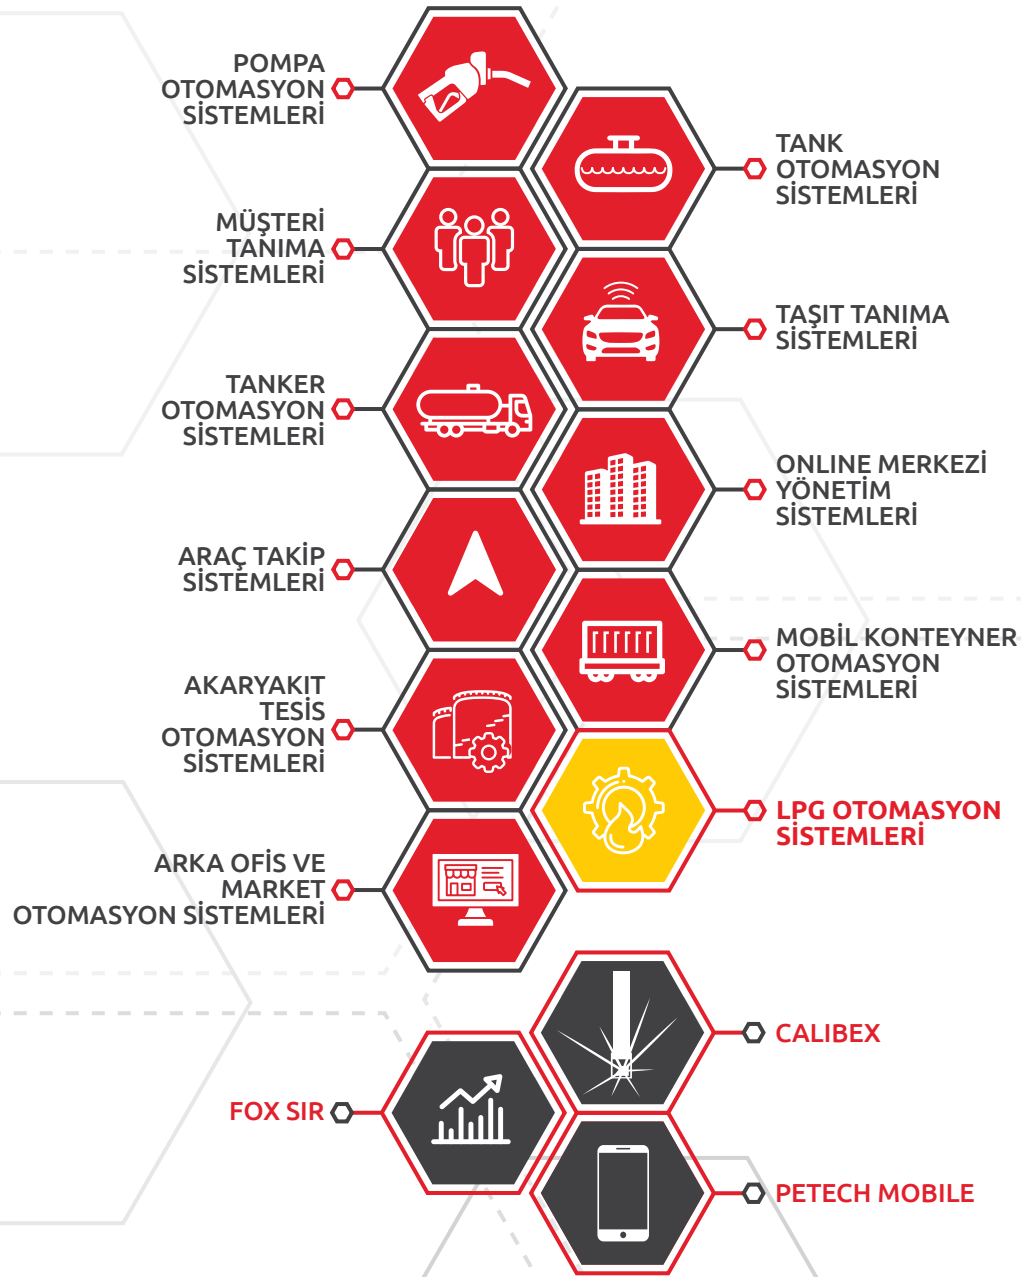 POMPA
OTOMASYON
SİSTEMLERİ
TANK
OTOMASYON
SİSTEMLERİ
MÜŞTERİ
TANIMA
SİSTEMLERİ
TAŞIT TANIMA
SİSTEMLERİ
TANKER
OTOMASYON
SİSTEMLERİ
ONLINE MERKEZİ
YÖNETİM
SİSTEMLERİ
ARAÇ TAKİP
SİSTEMLERİ
MOBİL KONTEYNER
OTOMASYON
SİSTEMLERİ
AKARYAKIT
TESİS
OTOMASYON
SİSTEMLERİ
LPG OTOMASYON
SİSTEMLERİ
ARKA OFİS VE
MARKET
OTOMASYON SİSTEMLERİ
CALIBEX
FOX SIR
PETECH MOBILE